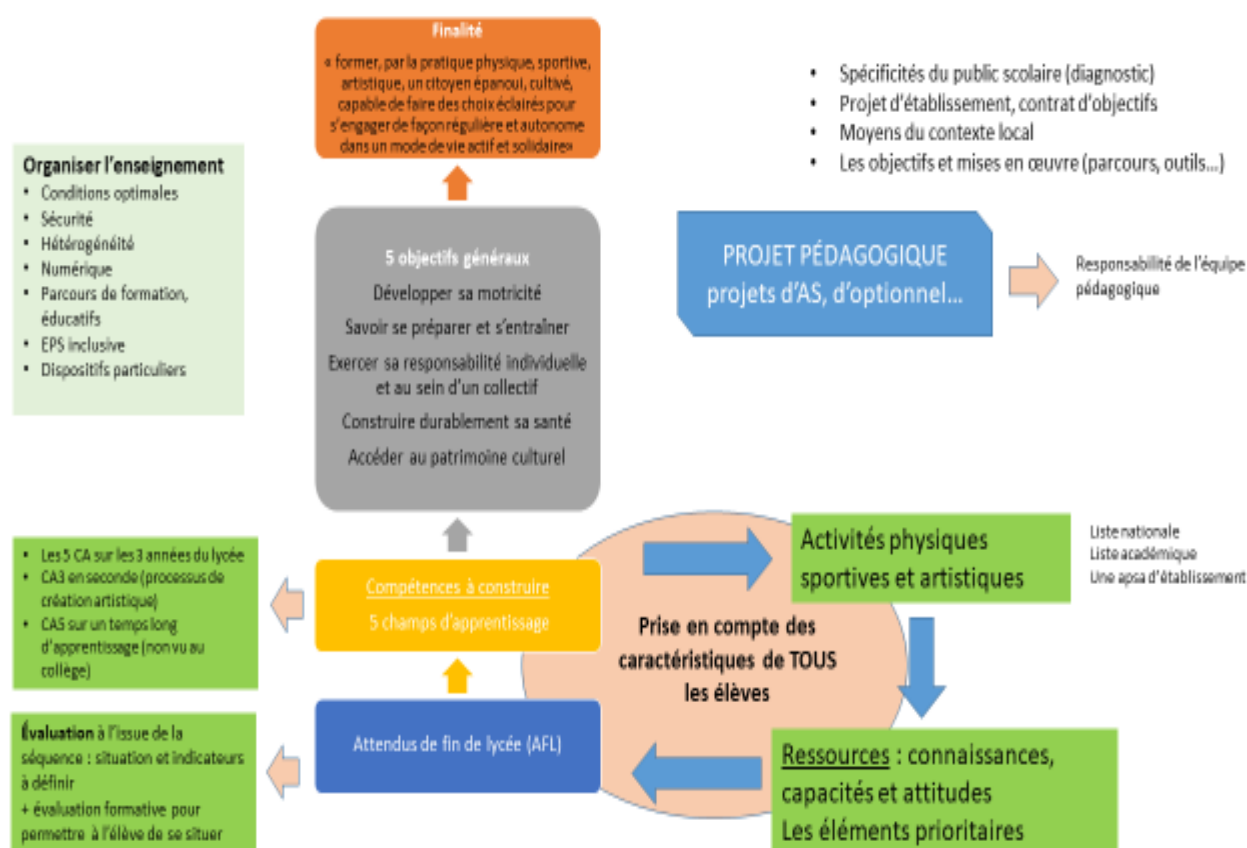 Finalité
« former, par la pratique physique, sportive,
artistique, un citoyen épanoui, cultivé,
capable de faire des choix éclairés pour
s'engager de façon régulière et autonome
dans un mode de vie actif et solidaire»
• Spécificités du public scolaire (diagnostic)
• Projet d'établissement, contrat d'objectifs
• Moyens du contexte local
• Les objectifs et mises en œuvre (parcours, outils...)
Organiser l'enseignement
• Conditions optimales
• Sécurité
• Hétérogénéité
• Numérique
• Parcours de formation,
éducatifs
• EPS inclusive
• Dispositifs particuliers
5 objectifs généraux
Développer sa motricité
Savoir se préparer et s'entraîner
Exercer sa responsabilité individuelle
et au sein d'un collectif
Construire durablement sa santé
Accéder au patrimoine culturel
PROJET PÉDAGOGIQUE
projets d'AS, d'optionnel...
Responsabilité de l'équipe
pédagogique
• Les 5 CA sur les 3 années du lycée
• CA3 en seconde (processus de
création artistique)
• CA5 sur un temps long
d'apprentissage (non vu au
collège)
Compétences à construire
5 champs d'apprentissage
Activités physiques
sportives et artistiques
Liste nationale
Liste académique
Une apsa d'établissement
Prise en compte des
caractéristiques de TOUS
les élèves
Évaluation à l'issue de la
séquence : situation et indicateurs
à définir
+ évaluation formative pour
permettre à l'élève de se situer
Attendus de fin de lycée (AFL)
Ressources : connaissances,
capacités et attitudes
Les éléments prioritaires